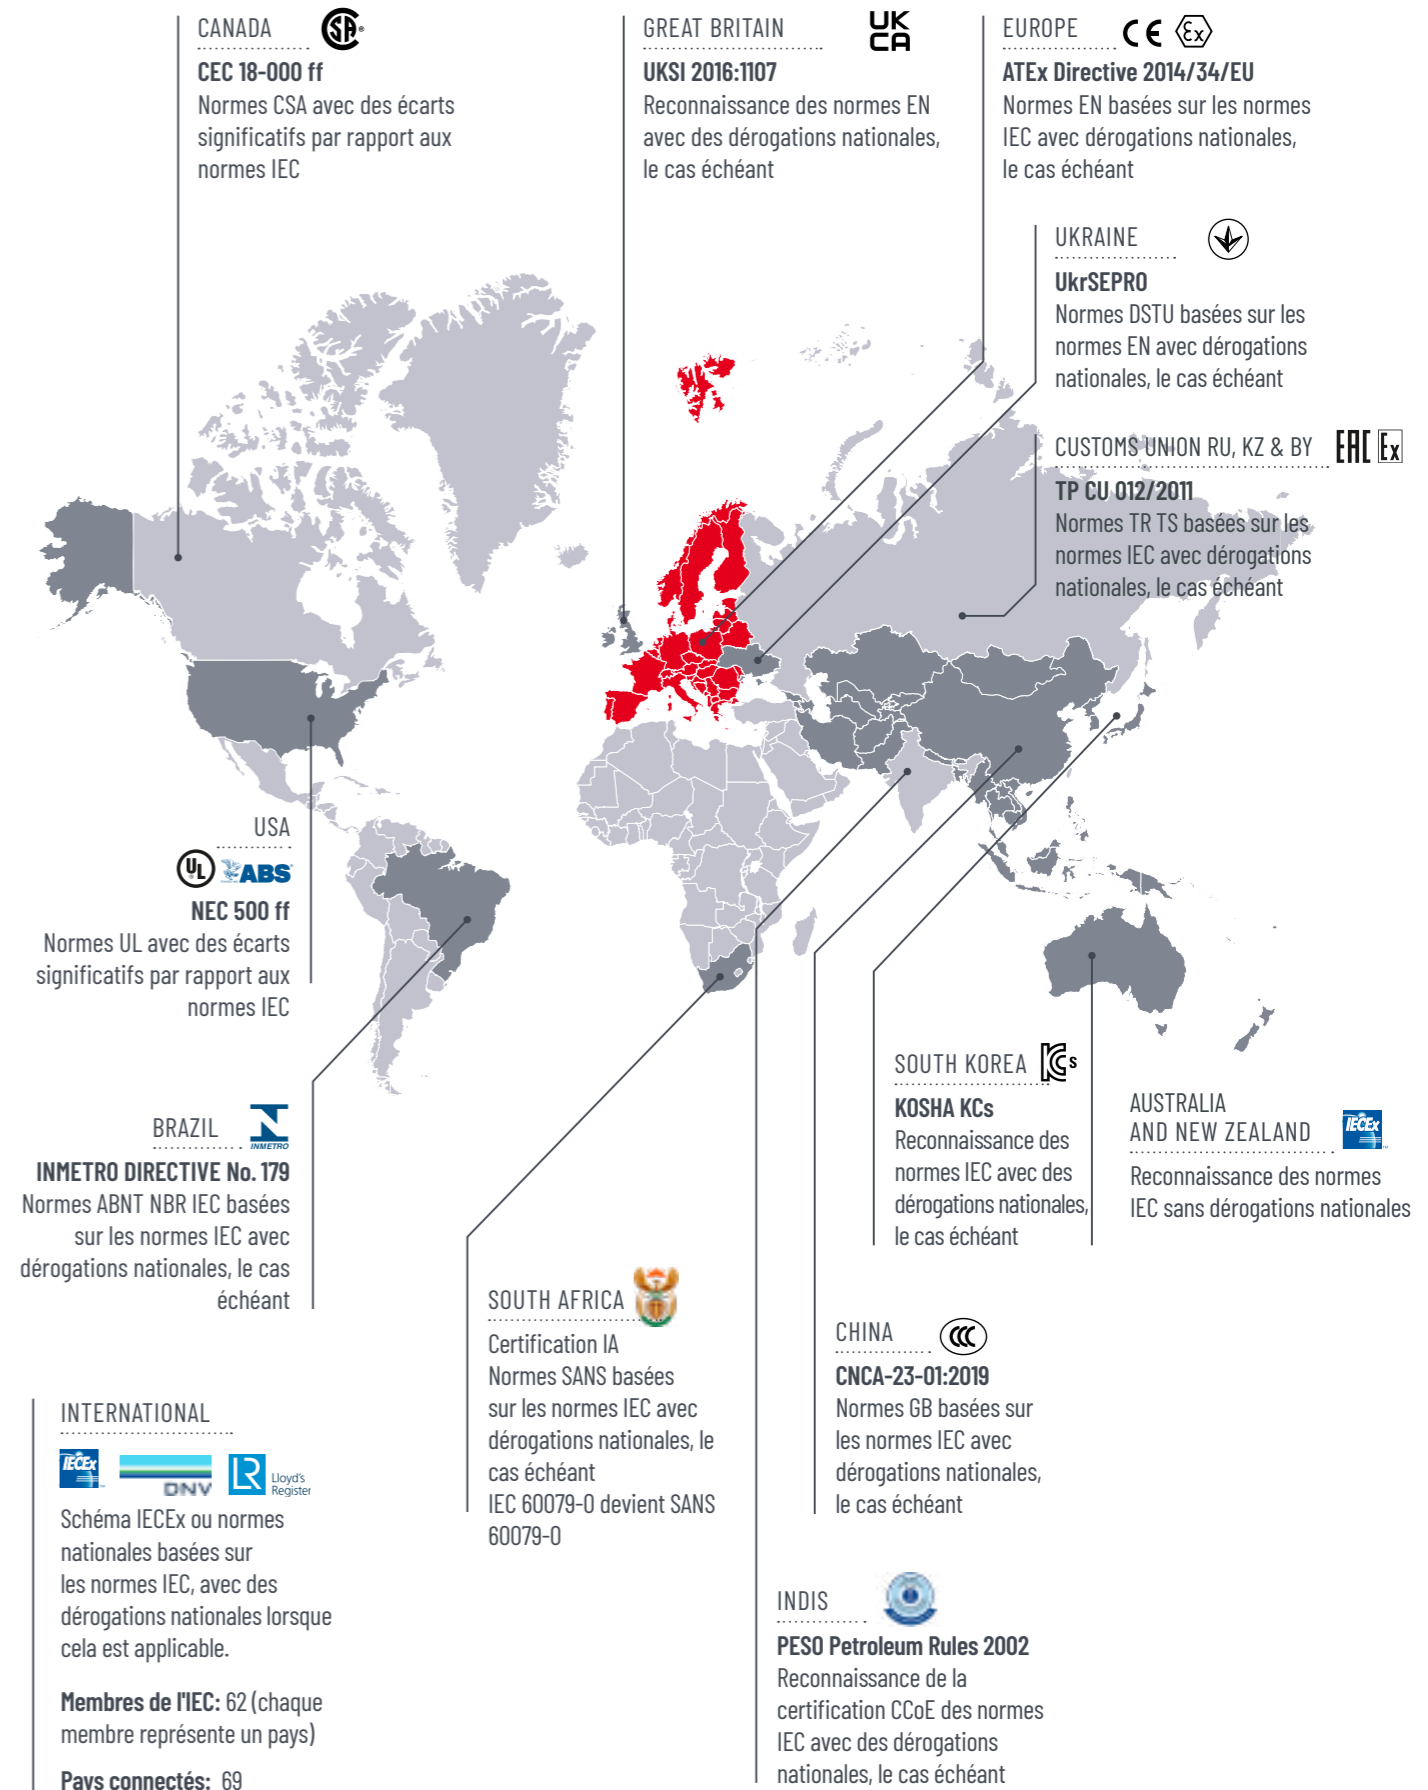 CANADA
CSA
CEC 18-000 ff
Normes CSA avec des écarts
significatifs par rapport aux
normes IEC
GREAT BRITAIN
UK
CA
UKSI 2016:1107
Reconnaissance des normes EN
avec des dérogations nationales,
le cas échéant
EUROPE
CE Ex
ATEx Directive 2014/34/EU
Normes EN basées sur les normes
IEC avec dérogations nationales,
le cas échéant
UKRAINE
UkrSEPRO
Normes DSTU basées sur les
normes EN avec dérogations
nationales, le cas échéant
CUSTOMS UNION RU, KZ & BY
EAC Ex
TP CU 012/2011
Normes TR TS basées sur les
normes IEC avec dérogations
nationales, le cas échéant
USA
UL ABS
NEC 500 ff
Normes UL avec des écarts
significatifs par rapport aux
normes IEC
BRAZIL
INMETRO
INMETRO DIRECTIVE No. 179
Normes ABNT NBR IEC basées
sur les normes IEC avec
dérogations nationales, le cas
échéant
SOUTH KOREA
KCs
KOSHA KCs
Reconnaissance des
normes IEC avec des
dérogations nationales,
le cas échéant
AUSTRALIA
AND NEW ZEALAND
IECEx
Reconnaissance des normes
IEC sans dérogations nationales
SOUTH AFRICA
Certification IA
Normes SANS basées
sur les normes IEC avec
dérogations nationales, le
cas échéant
IEC 60079-0 devient SANS
60079-0
CHINA
CCC
CNCA-23-01:2019
Normes GB basées sur
les normes IEC avec
dérogations nationales,
le cas échéant
INTERNATIONAL
IECEx
DNV
LR Lloyd's
Register
Schéma IECEx ou normes
nationales basées sur
les normes IEC, avec des
dérogations nationales lorsque
cela est applicable.
Membres de l'IEC: 62 (chaque
membre représente un pays)
Pays connectés: 69
INDIS
PESO Petroleum Rules 2002
Reconnaissance de la
certification CCoE des normes
IEC avec des dérogations
nationales, le cas échéant